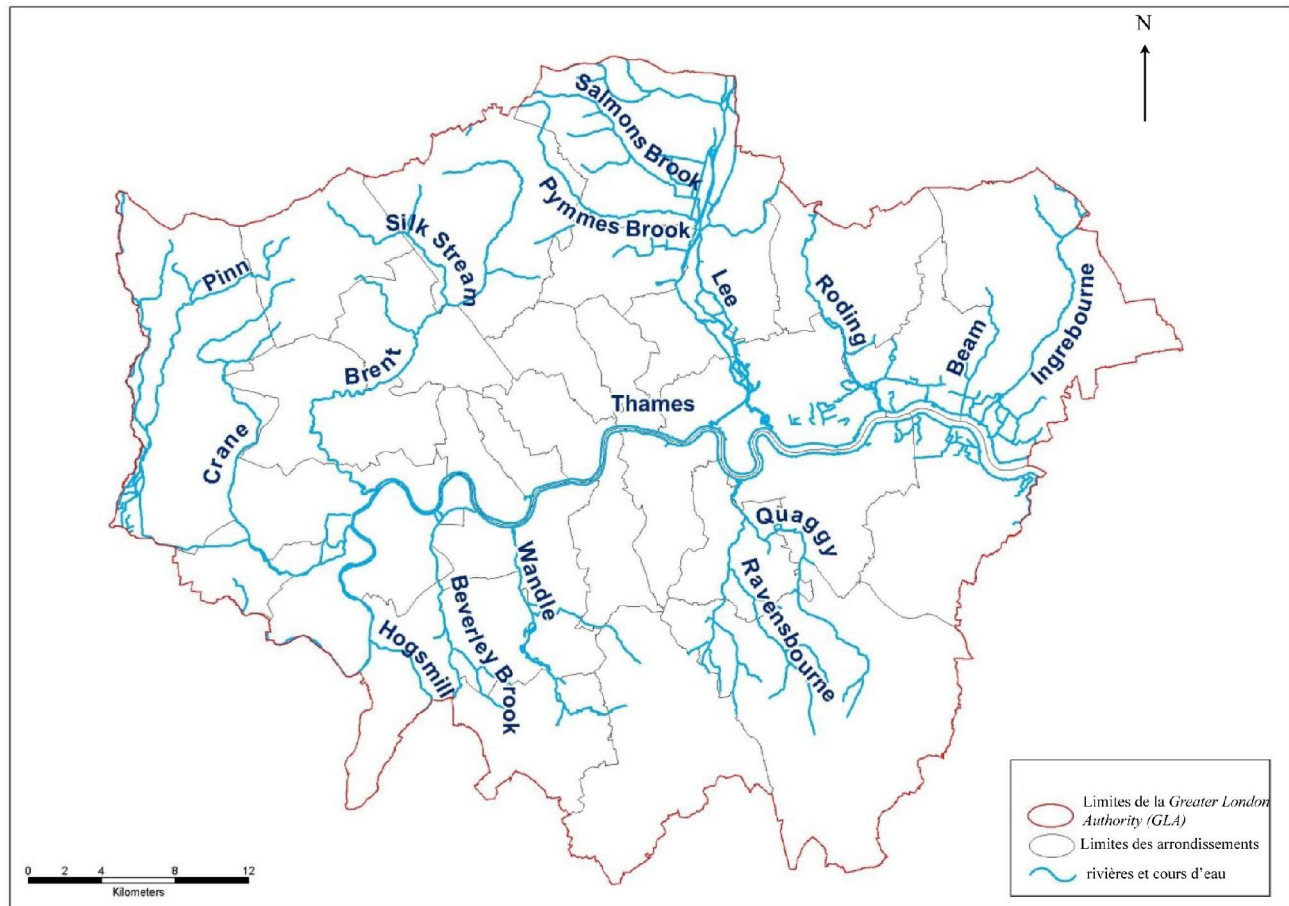 N
Salmons Brook
Pymmes Brook
Silk Stream
Pinn
Lee
Roding
Ingrebourne
Beam
Brent
Thames
Crane
Quaggy
Wandle
Ravensbourne
Beverley Brook
Hogsmill
Limites de la Greater London
Authority (GLA)
Limites des arrondissements
rivières et cours d'eau
0 2 4 8 12
Kilometers